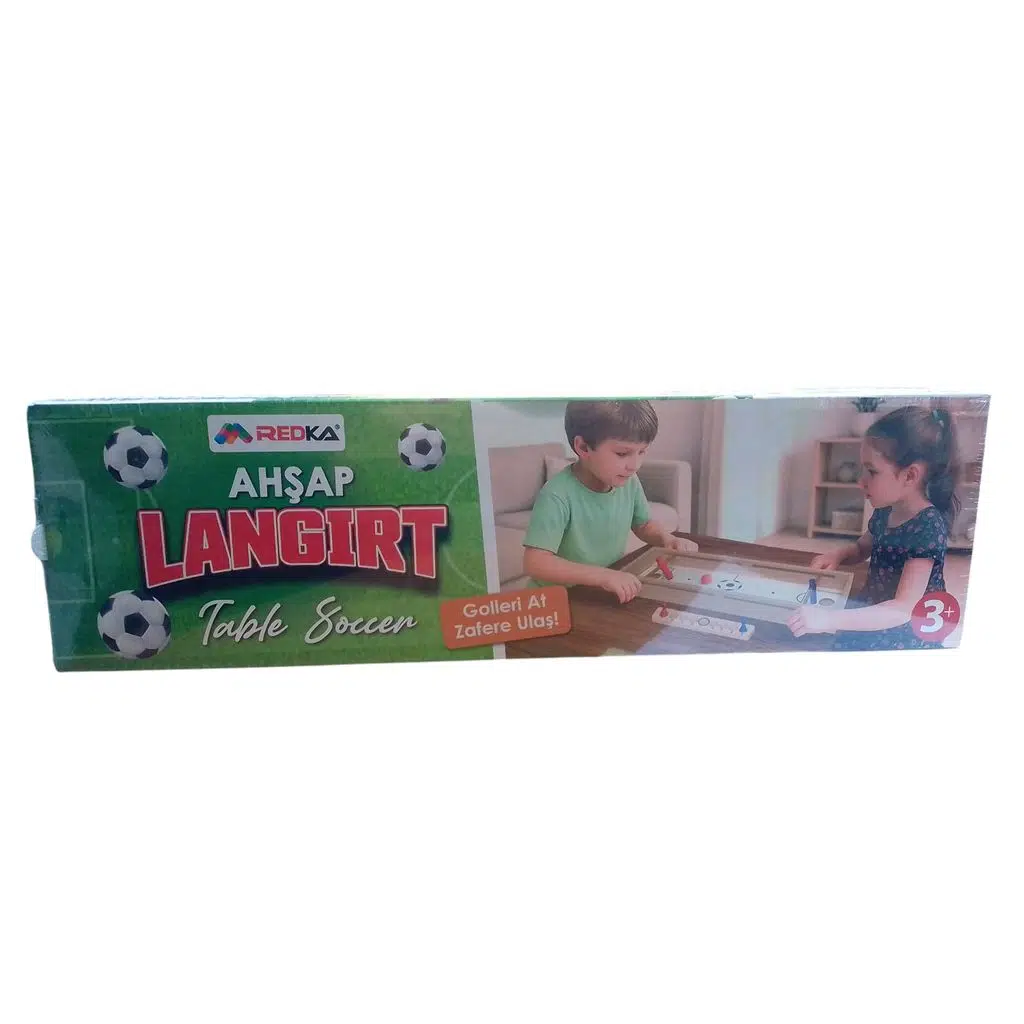 REDKA®
AHŞAP
LANGIRT
Table Soccer
Golleri At
Zafere Ulaş!
3+